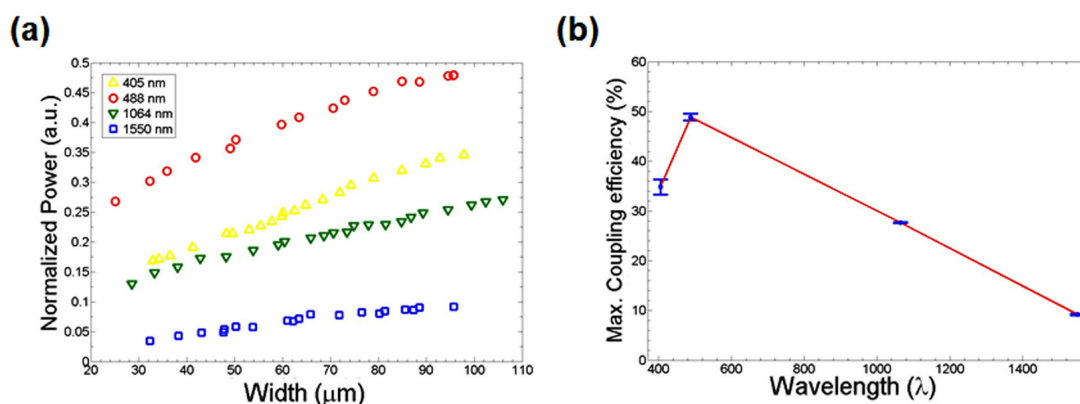 (a)
0.5
0.45
0.4
0.35
0.3
0.25
0.2
0.15
0.1
0.05
0
20 30 40 50 60 70 80 90 100 110
Normalized Power (a.u.)
Width (μm)
405 nm
488 nm
1064 nm
1550 nm
(b)
60
50
40
30
20
10
0
400 600 800 1000 1200 1400
Max. Coupling efficiency (%)
Wavelength (λ)